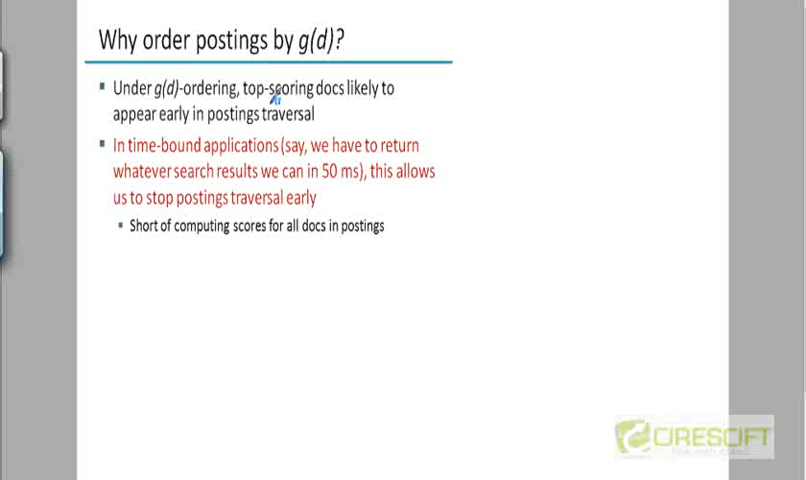 Why order postings by g(d)?
Under g(d)-ordering, top-scoring docs likely to
appear early in postings traversal
In time-bound applications (say, we have to return
whatever search results we can in 50 ms), this allows
us to stop postings traversal early
Short of computing scores for all docs in postings